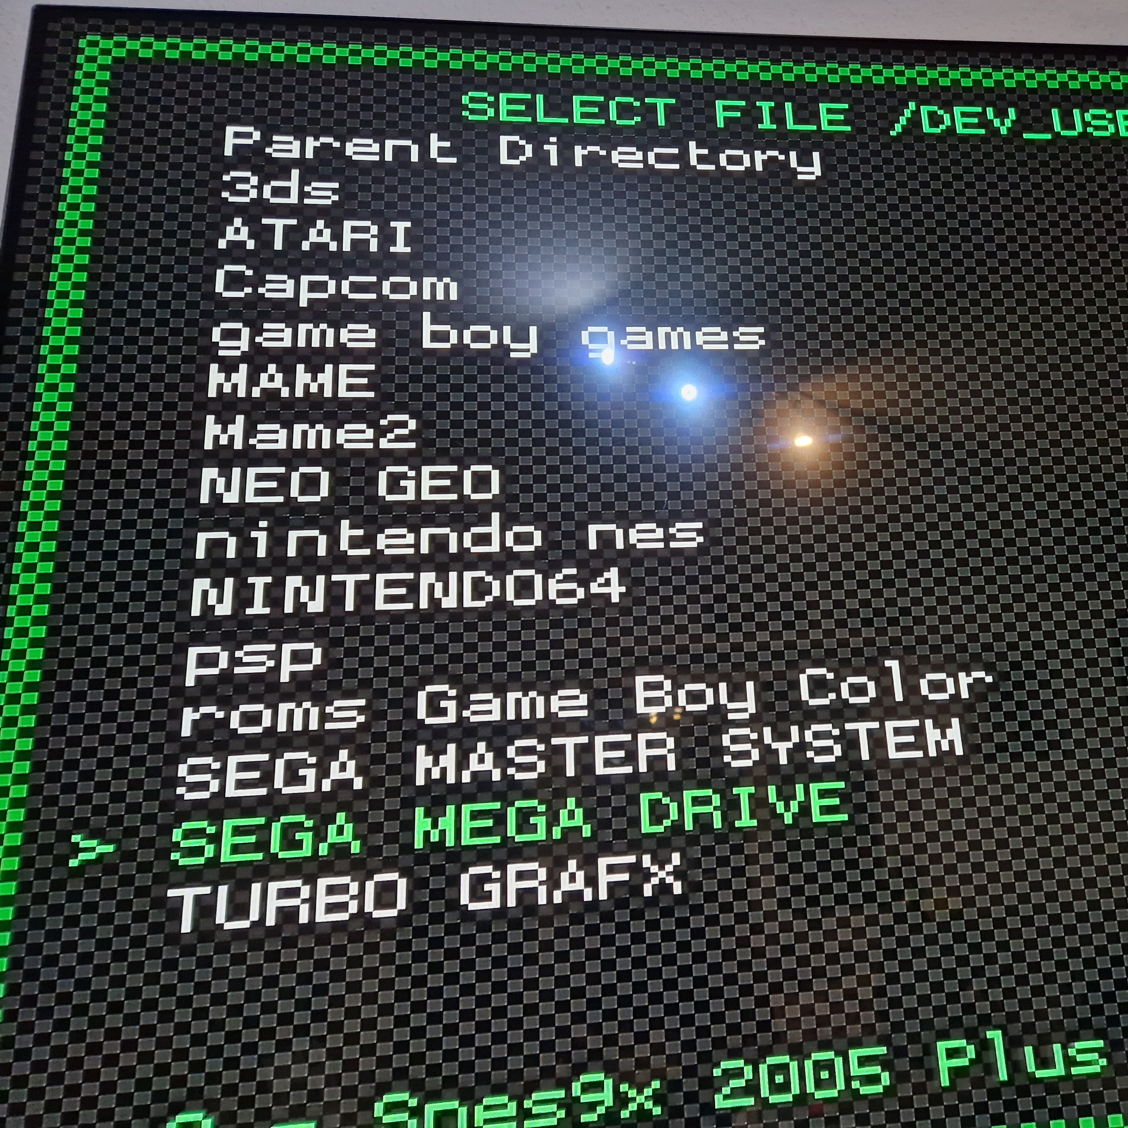 SELECT FILE /DEV_USB
Parent Directory
3ds
ATARI
Capcom
game boy games
MAME
Mame2
NEO GEO
nintendo nes
NINTENDO64
psp
roms Game Boy Color
SEGA MASTER SYSTEM
> SEGA MEGA DRIVE
TURBO GRAFX
- Snes9x 2005 Plus